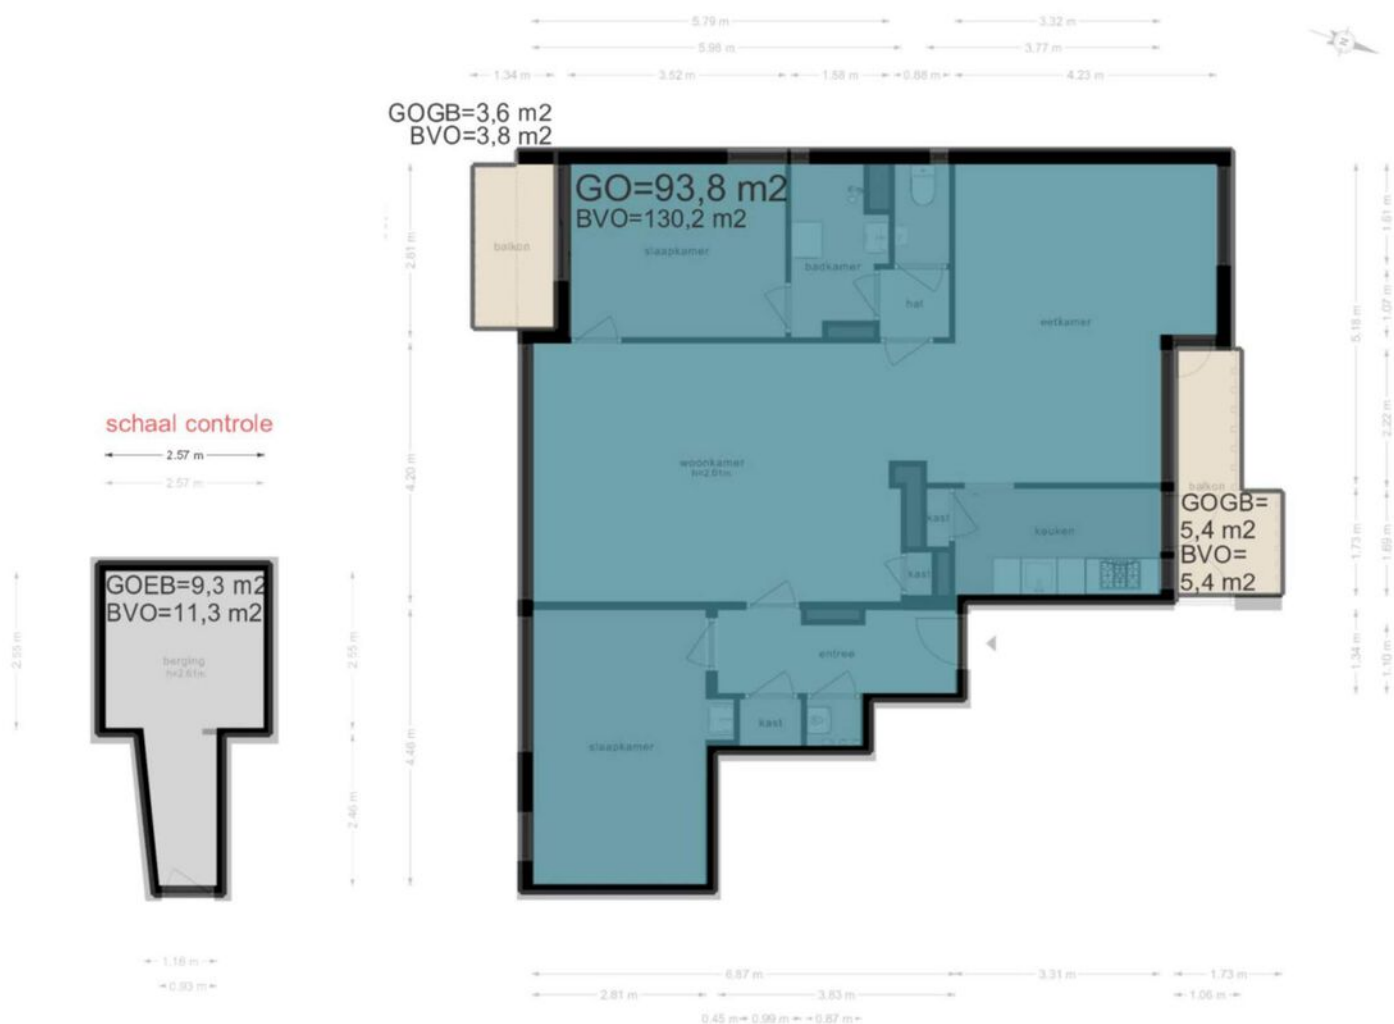 5.79 m
3.32 m
5.98 m
3.77 m
1.34 m
3.52 m
1.58 m
0.88 m
4.23 m
N
GOGB=3,6 m2
BVO=3,8 m2
GO=93,8 m2
BVO=130,2 m2
balkon
slaapkamer
badkamer
hal
eetkamer
2.81 m
1.61 m
1.07 m
5.18 m
2.22 m
schaal controle
2.57 m
2.57 m
4.20 m
woonkamer
h=2.61m
kast
keuken
kast
balkon
GOGB=
5,4 m2
BVO=
5,4 m2
1.73 m
1.69 m
GOEB=9,3 m2
BVO=11,3 m2
berging
h=2.61m
2.55 m
2.55 m
entree
1.34 m
1.10 m
kast
slaapkamer
4.48 m
2.46 m
1.16 m
0.93 m
6.87 m
3.31 m
1.73 m
2.81 m
3.83 m
1.06 m
0.45 m
0.99 m
0.87 m